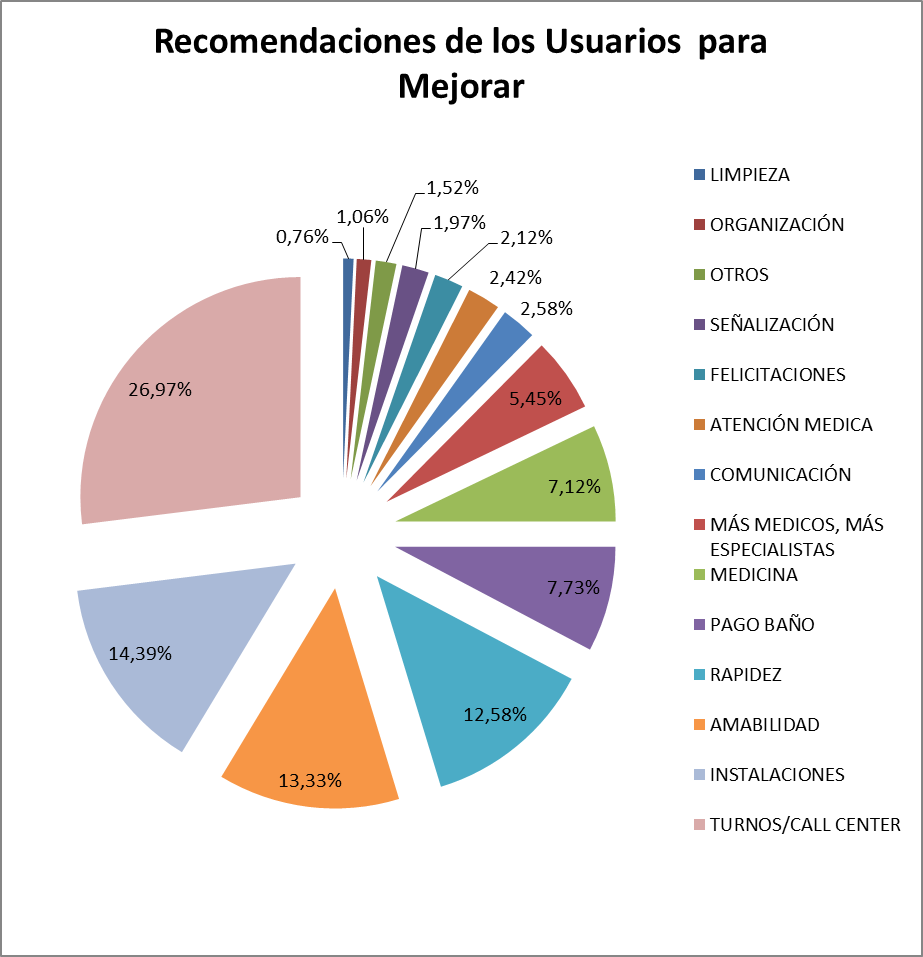 Recomendaciones de los Usuarios para
Mejorar
0,76%
1,06%
1,52%
1,97%
2,12%
2,42%
2,58%
5,45%
7,12%
7,73%
12,58%
13,33%
14,39%
26,97%
LIMPIEZA
ORGANIZACIÓN
OTROS
SEÑALIZACIÓN
FELICITACIONES
ATENCIÓN MEDICA
COMUNICACIÓN
MÁS MEDICOS, MÁS
ESPECIALISTAS
MEDICINA
PAGO BAÑO
RAPIDEZ
AMABILIDAD
INSTALACIONES
TURNOS/CALL CENTER